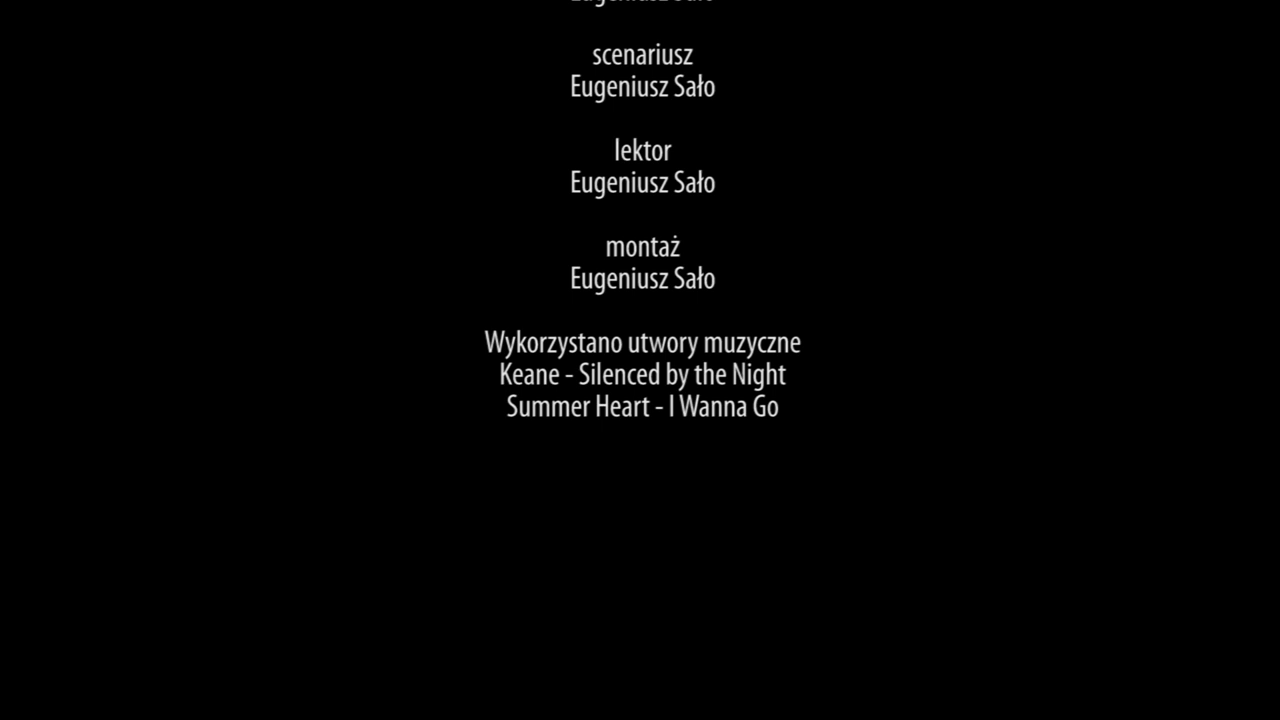 scenariusz
Eugeniusz Sało
lektor
Eugeniusz Sało
montaż
Eugeniusz Sało
Wykorzystano utwory muzyczne
Keane - Silenced by the Night
Summer Heart - I Wanna Go